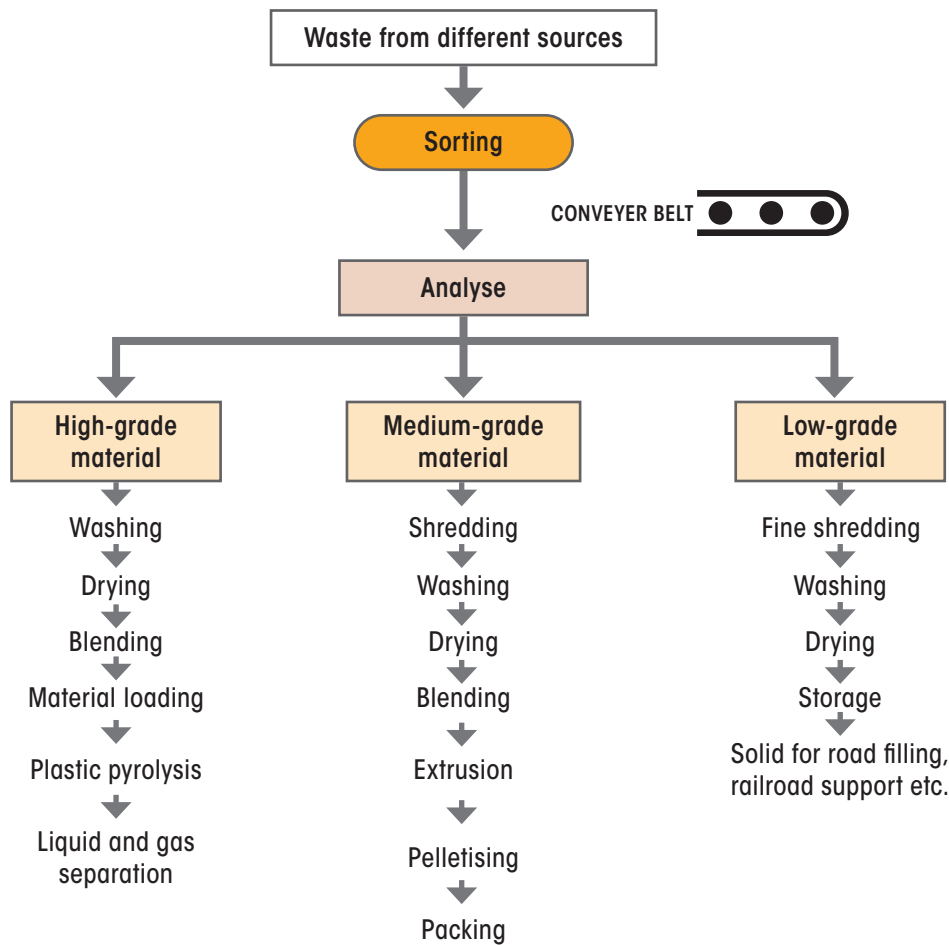 Waste from different sources
Sorting
CONVEYER BELT
Analyse
High-grade
material
Washing
Drying
Blending
Material loading
Plastic pyrolysis
Liquid and gas
separation
Medium-grade
material
Shredding
Washing
Drying
Blending
Extrusion
Pelletising
Packing
Low-grade
material
Fine shredding
Washing
Drying
Storage
Solid for road filling,
railroad support etc.